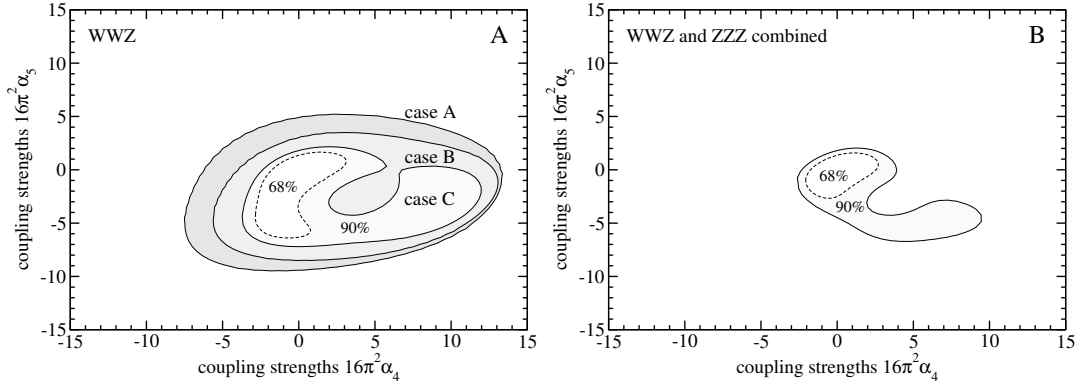 WWZ
A
case A
case B
case C
68%
90%
15
10
5
0
-5
-10
-15
-15
-10
-5
0
5
10
15
coupling strengths 16π²α₅
coupling strengths 16π²α₄
WWZ and ZZZ combined
B
68%
90%
15
10
5
0
-5
-10
-15
-15
-10
-5
0
5
10
15
coupling strengths 16π²α₅
coupling strengths 16π²α₄